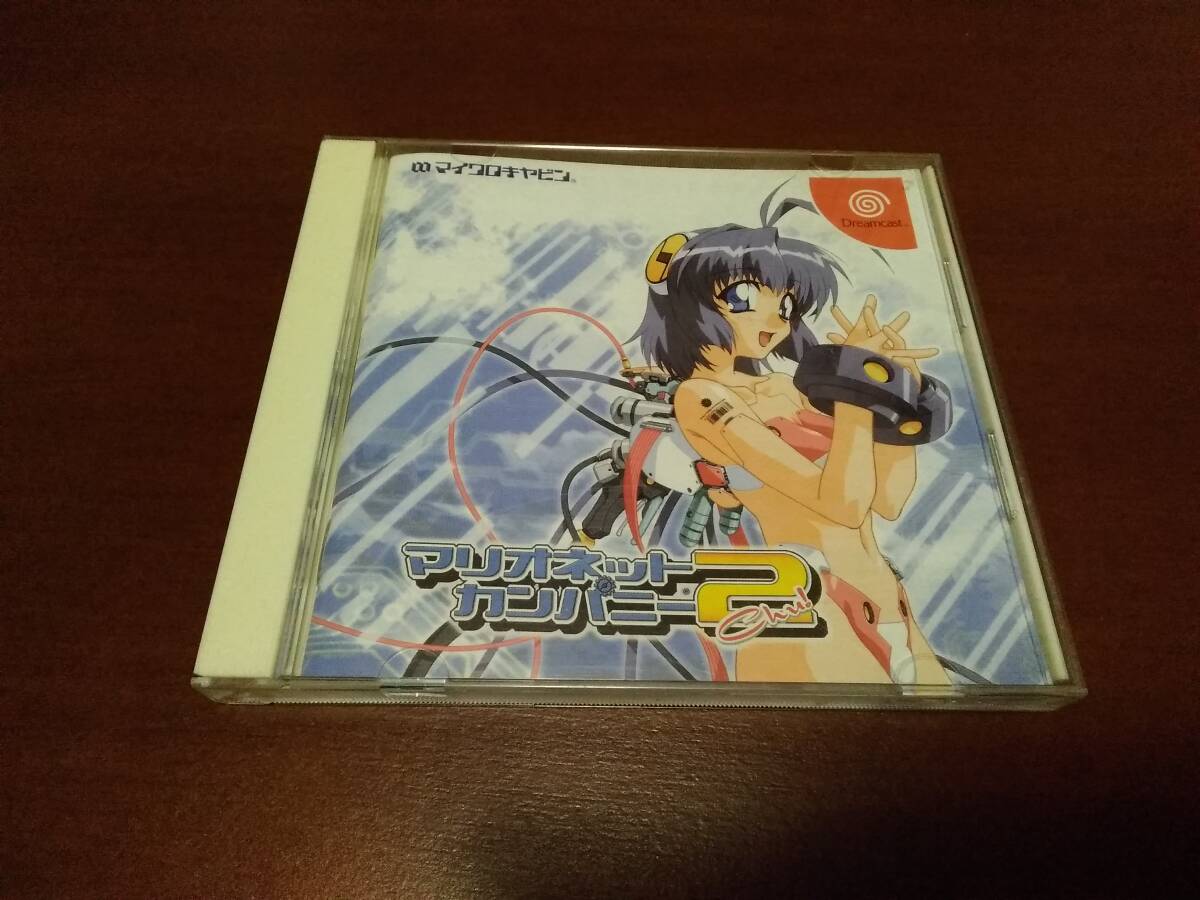 マイクロキャビン
Dreamcast
マリオネット
カンパニー2
Chu!